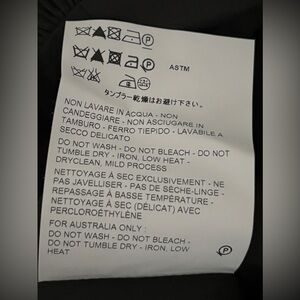 P
P
ASTM
タンブラー乾燥はお避け下さい。
NON LAVARE IN ACQUA - NON
CANDEGGIARE - NON ASCIUGARE IN
TAMBURO - FERRO TIEPIDO - LAVABILE A
SECCO DELICATO
DO NOT WASH - DO NOT BLEACH - DO NOT
TUMBLE DRY - IRON, LOW HEAT -
DRYCLEAN, MILD PROCESS
NETTOYAGE À SEC EXCLUSIVEMENT - NE
PAS JAVELLISER - PAS DE SÈCHE-LINGE -
REPASSAGE À BASSE TEMPÉRATURE -
NETTOYAGE À SEC (DÉLICAT) AVEC
PERCLOROÉTHYLÈNE
FOR AUSTRALIA ONLY :
DO NOT WASH - DO NOT BLEACH -
DO NOT TUMBLE DRY - IRON, LOW
HEAT
P